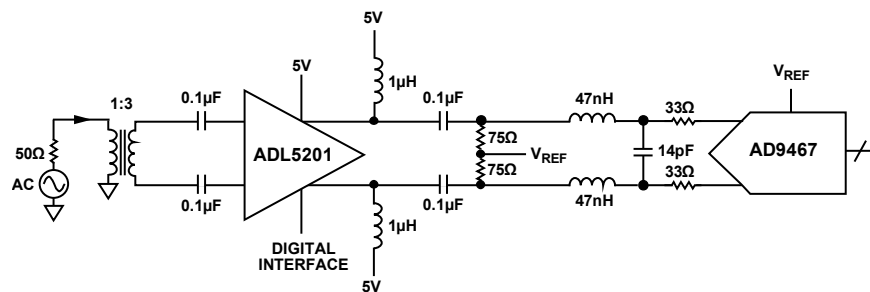 5V
1µH
5V
0.1µF
0.1µF
47nH
V_REF
1:3
50Ω
AC
ADL5201
75Ω
V_REF
75Ω
14pF
33Ω
33Ω
AD9467
0.1µF
0.1µF
47nH
1µH
DIGITAL
INTERFACE
5V